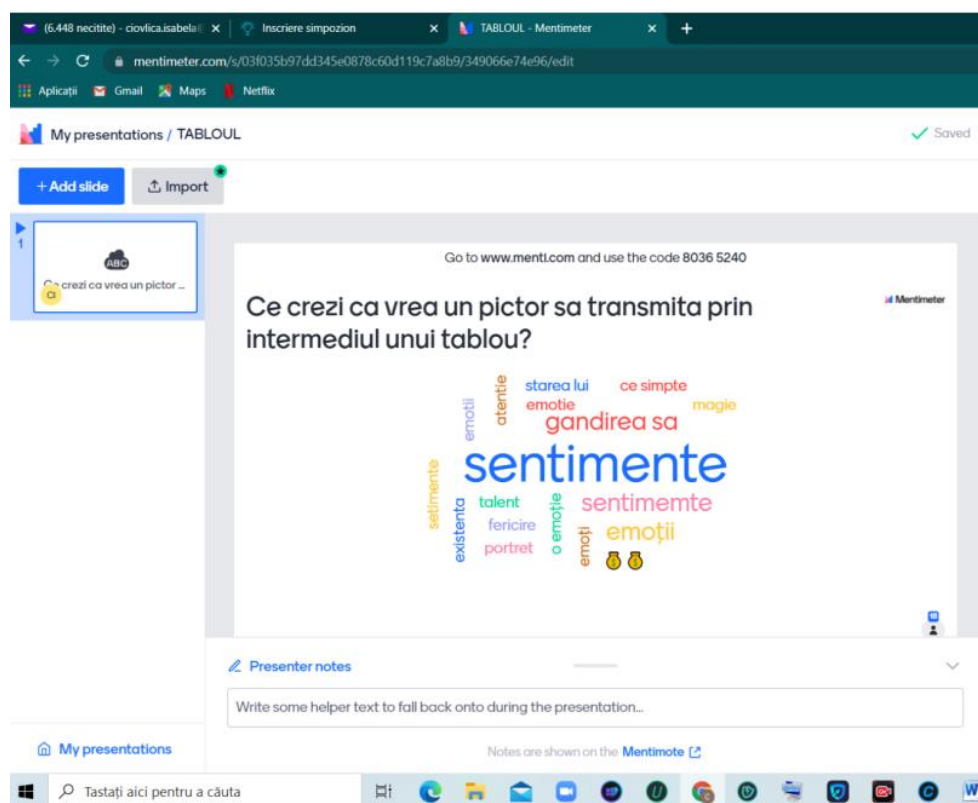 (6.448 necitite) - ciovlica.isabela
Inscriere simpozion
TABLOUL - Mentimeter
mentimeter.com/s/03f035b97dd345e0878c60d119c7a8b9/349066e74e96/edit
Aplicații Gmail Maps Netflix
My presentations / TABLOUL
Saved
+ Add slide
Import
1
ABC
Ce crezi ca vrea un pictor ...
CI
Go to www.menti.com and use the code 8036 5240
Ce crezi ca vrea un pictor sa transmita prin
intermediul unui tablou?
Mentimeter
starea lui
ce simpte
atentie
emotii
emotie
magie
gandirea sa
sentimente
setimente
existenta
talent
o emoție
sentimemte
fericire
emoți
emoții
portret
Presenter notes
Write some helper text to fall back onto during the presentation...
My presentations
Notes are shown on the Mentimote
Tastați aici pentru a căuta